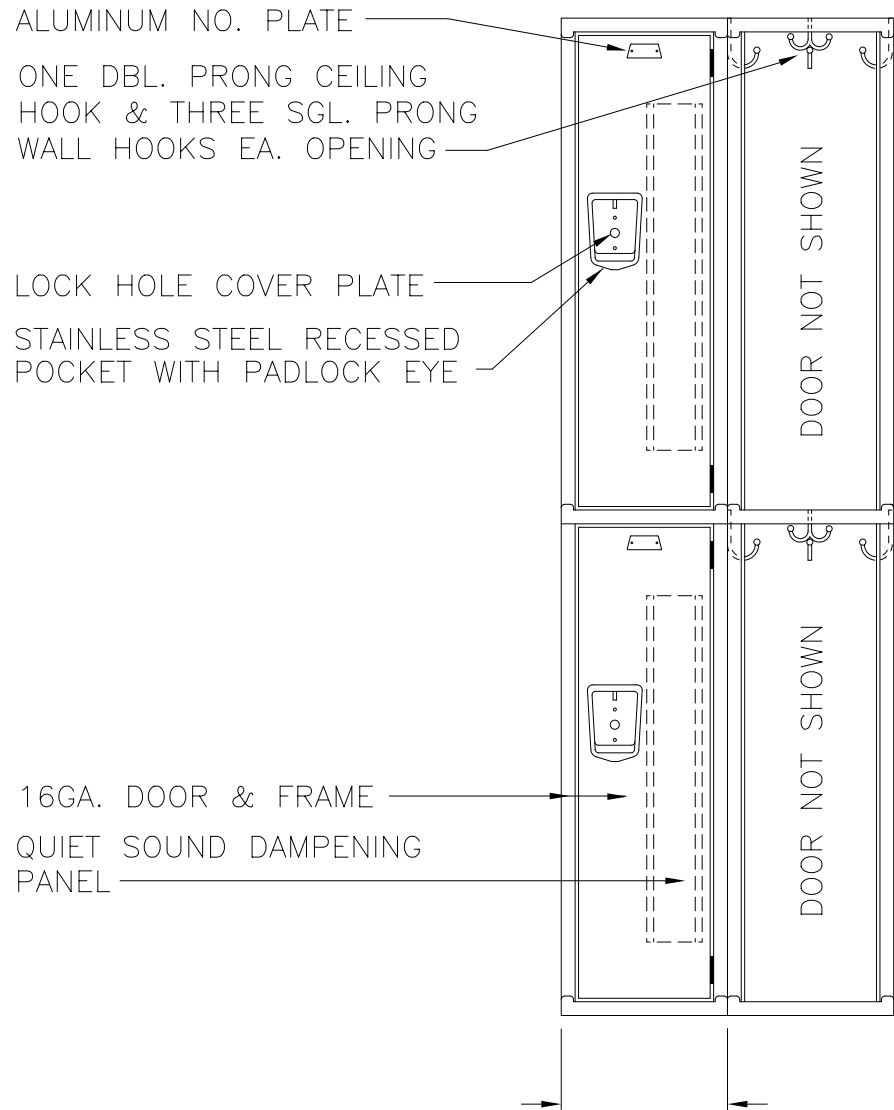 ALUMINUM NO. PLATE
ONE DBL. PRONG CEILING
HOOK & THREE SGL. PRONG
WALL HOOKS EA. OPENING
LOCK HOLE COVER PLATE
STAINLESS STEEL RECESSED
POCKET WITH PADLOCK EYE
DOOR NOT SHOWN
16GA. DOOR & FRAME
QUIET SOUND DAMPENING
PANEL
DOOR NOT SHOWN